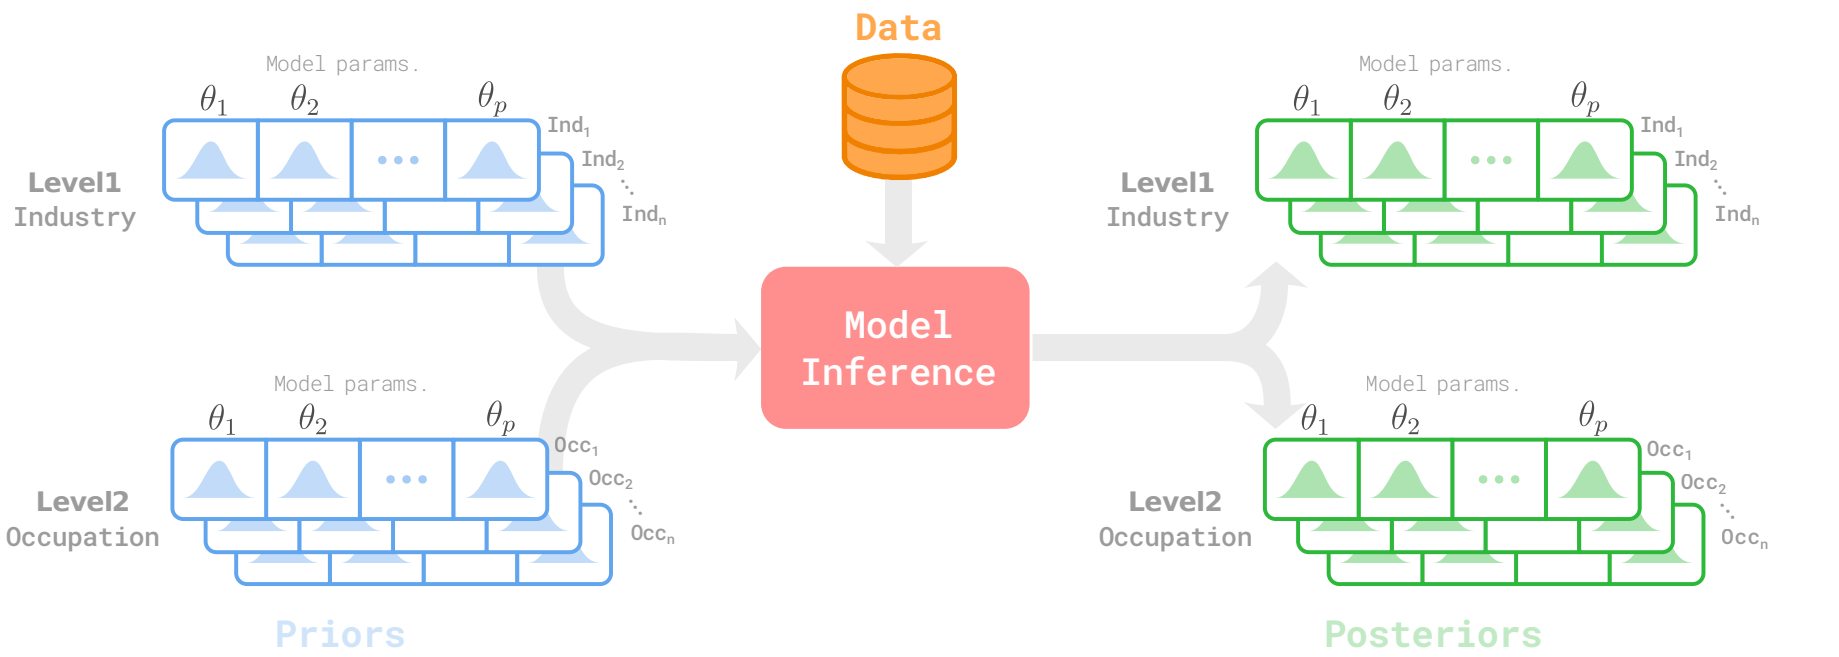 Data
Model params.
θ1 θ2 θp
Ind1
Ind2
Indn
Level1
Industry
Model params.
θ1 θ2 θp
Occ1
Occ2
Occn
Level2
Occupation
Priors
Model
Inference
Model params.
θ1 θ2 θp
Ind1
Ind2
Indn
Level1
Industry
Model params.
θ1 θ2 θp
Occ1
Occ2
Occn
Level2
Occupation
Posteriors